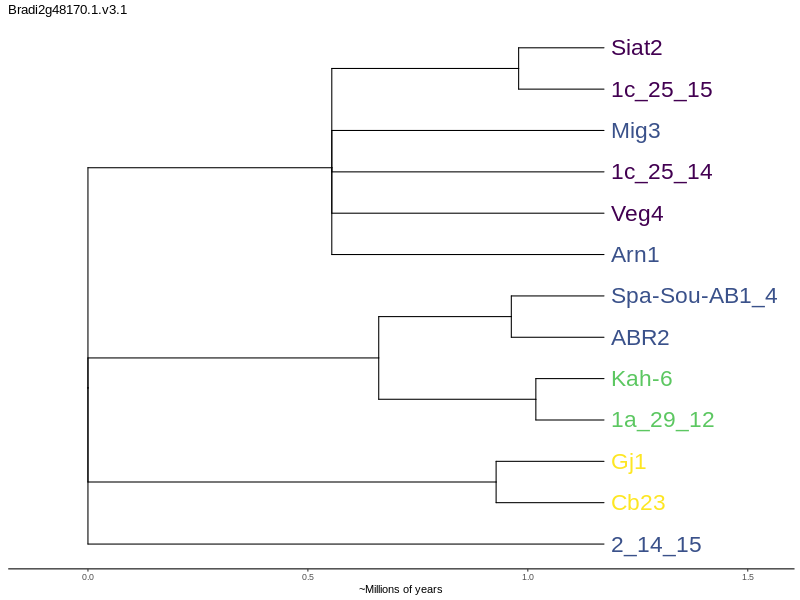 Bradi2g48170.1.v3.1
Siat2
1c_25_15
Mig3
1c_25_14
Veg4
Arn1
Spa-Sou-AB1_4
ABR2
Kah-6
1a_29_12
Gj1
Cb23
2_14_15
0.0 0.5 1.0 1.5
~Millions of years